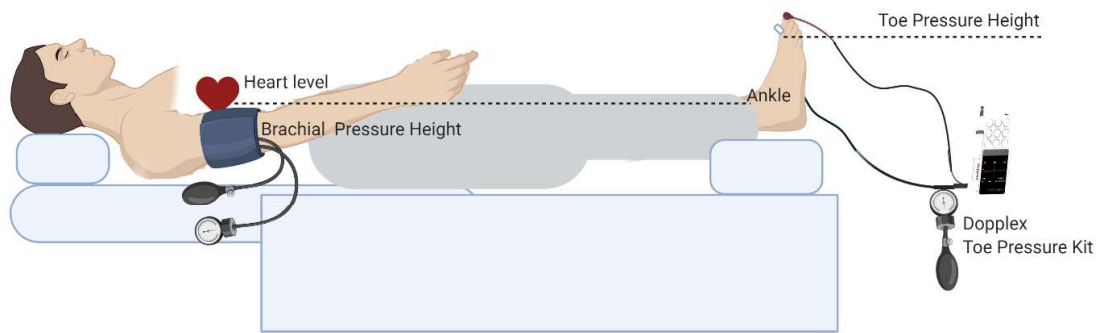 Toe Pressure Height
Heart level
Ankle
Brachial Pressure Height
Dopplex
Toe Pressure Kit